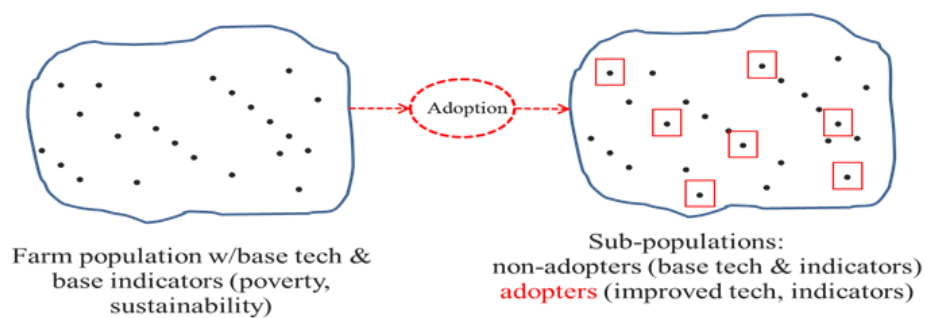 Adoption
Farm population w/base tech &
base indicators (poverty,
sustainability)
Sub-populations:
non-adopters (base tech & indicators)
adopters (improved tech, indicators)